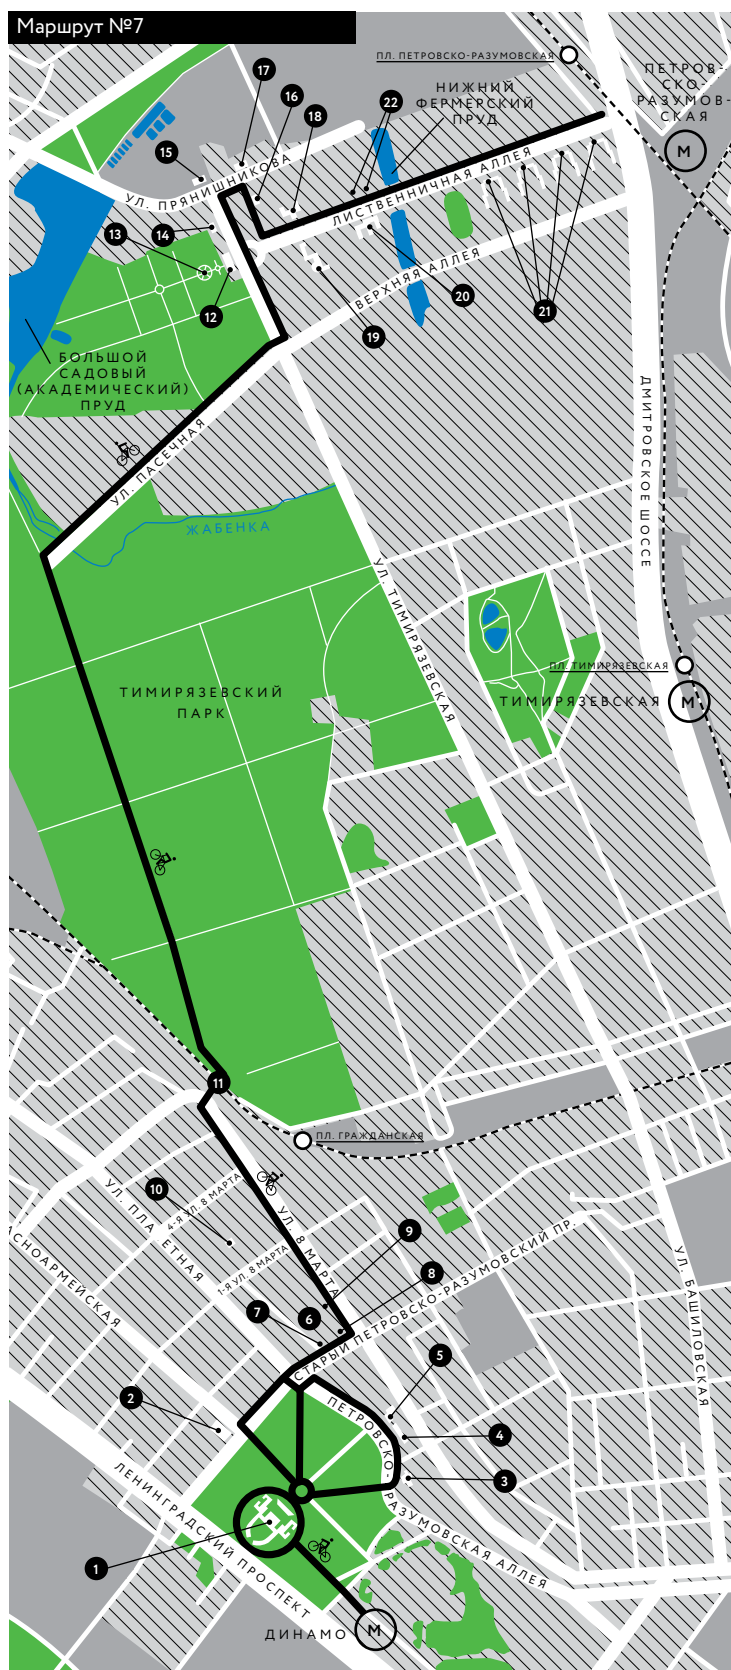 Маршрут №7
ПЛ. ПЕТРОВСКО-РАЗУМОВСКАЯ
ПЕТРОВ-
СКО-
РАЗУМОВ-
СКАЯ
М
НИЖНИЙ
ФЕРМЕРСКИЙ
ПРУД
17
16
22
18
15
УЛ. ПРЯНИШНИКОВА
ЛИСТВЕННИЧНАЯ АЛЛЕЯ
13
14
12
ВЕРХНЯЯ АЛЛЕЯ
20
21
19
БОЛЬШОЙ
САДОВЫЙ
(АКАДЕМИЧЕСКИЙ)
ПРУД
ДМИТРОВСКОЕ ШОССЕ
УЛ. ПАСЕЧНАЯ
ЖАБЕНКА
УЛ. ТИМИРЯЗЕВСКАЯ
ПЛ. ТИМИРЯЗЕВСКАЯ
ТИМИРЯЗЕВСКАЯ
М
ТИМИРЯЗЕВСКИЙ
ПАРК
11
ПЛ. ГРАЖДАНСКАЯ
10
4-Я УЛ. 8 МАРТА
УЛ. ПЛАНЕТНАЯ
УЛ. 8 МАРТА
1-Я УЛ. 8 МАРТА
АСНОАРМЕЙСКАЯ
9
8
7
6
СТАРЫЙ ПЕТРОВСКО-РАЗУМОВСКИЙ ПР.
УЛ. БАШИЛОВСКАЯ
5
2
4
3
ПЕТРОВСКО-
РАЗУМОВСКАЯ АЛЛЕЯ
ЛЕНИНГРАДСКИЙ ПРОСПЕКТ
1
ДИНАМО
М